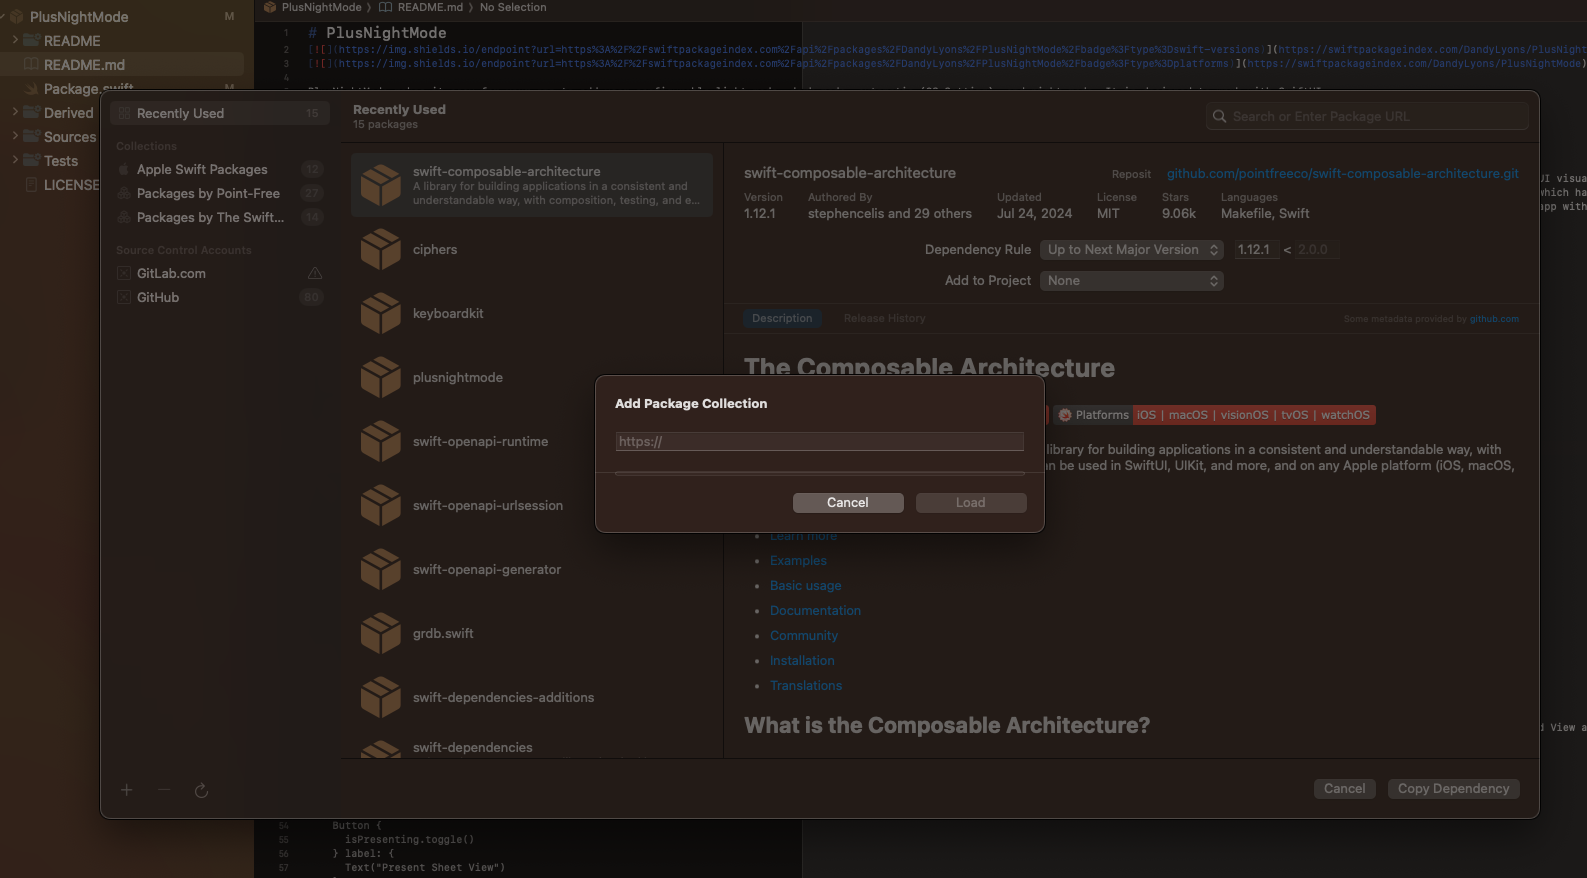 PlusNightMode M
README
README.md
Package.swift M
Derived
Sources
Tests
LICENSE
PlusNightMode 〉 README.md 〉 No Selection
1 # PlusNightMode
2 [![](https://img.shields.io/endpoint?url=https%3A%2F%2Fswiftpackageindex.com%2Fapi%2Fpackages%2FDandyLyons%2FPlusNightMode%2Fbadge%3Ftype%3Dswift-versions)](https://swiftpackageindex.com/DandyLyons/PlusNight
3 [![](https://img.shields.io/endpoint?url=https%3A%2F%2Fswiftpackageindex.com%2Fapi%2Fpackages%2FDandyLyons%2FPlusNightMode%2Fbadge%3Ftype%3Dplatforms)](https://swiftpackageindex.com/DandyLyons/PlusNightMode)
4
Recently Used 15
Collections
Apple Swift Packages 12
Packages by Point-Free 27
Packages by The Swift... 14
Source Control Accounts
GitLab.com
GitHub 80
Recently Used
15 packages
Search or Enter Package URL
swift-composable-architecture
A library for building applications in a consistent and
understandable way, with composition, testing, and e...
ciphers
keyboardkit
plusnightmode
swift-openapi-runtime
swift-openapi-urlsession
swift-openapi-generator
grdb.swift
swift-dependencies-additions
swift-dependencies
swift-composable-architecture
Reposit github.com/pointfreeco/swift-composable-architecture.git
Version Authored By Updated License Stars Languages
1.12.1 stephencelis and 29 others Jul 24, 2024 MIT 9.06k Makefile, Swift
Dependency Rule Up to Next Major Version 1.12.1 < 2.0.0
Add to Project None
Description Release History Some metadata provided by github.com
The Composable Architecture
Platforms iOS | macOS | visionOS | tvOS | watchOS
library for building applications in a consistent and understandable way, with
n be used in SwiftUI, UIKit, and more, and on any Apple platform (iOS, macOS,
Add Package Collection
https://
Cancel Load
• Learn more
• Examples
• Basic usage
• Documentation
• Community
• Installation
• Translations
What is the Composable Architecture?
Cancel Copy Dependency
UI visua
which ha
app with
d View a
54 Button {
55 isPresenting.toggle()
56 } label: {
57 Text("Present Sheet View")